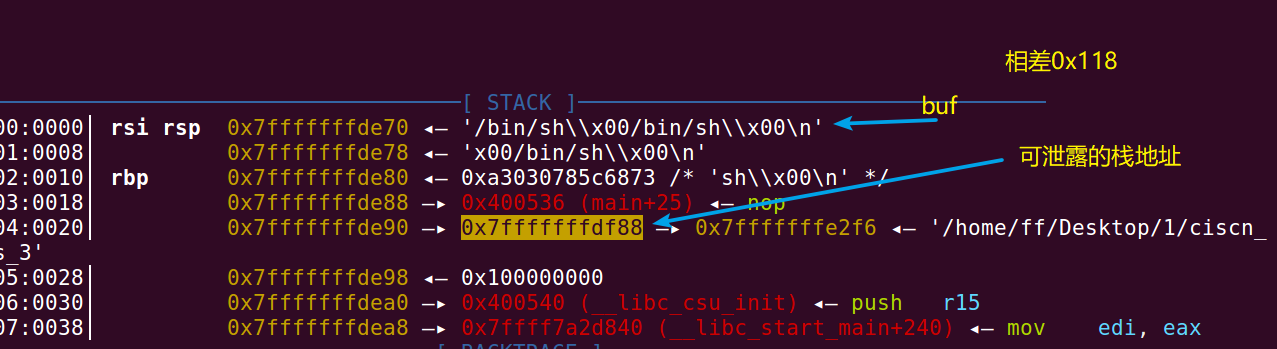 相差0x118
[ STACK ]
buf
00:0000│ rsi rsp 0x7fffffffde70 ◂— '/bin/sh\\x00/bin/sh\\x00\n'
01:0008│ 0x7fffffffde78 ◂— 'x00/bin/sh\\x00\n'
可泄露的栈地址
02:0010│ rbp 0x7fffffffde80 ◂— 0xa3030785c6873 /* 'sh\\x00\n' */
03:0018│ 0x7fffffffde88 —▸ 0x400536 (main+25) ◂— nop
04:0020│ 0x7fffffffde90 —▸ 0x7fffffffdf88 —▸ 0x7fffffffe2f6 ◂— '/home/ff/Desktop/1/ciscn_
s_3'
05:0028│ 0x7fffffffde98 ◂— 0x100000000
06:0030│ 0x7fffffffdea0 —▸ 0x400540 (__libc_csu_init) ◂— push r15
07:0038│ 0x7fffffffdea8 —▸ 0x7ffff7a2d840 (__libc_start_main+240) ◂— mov edi, eax
[ BACKTRACE ]